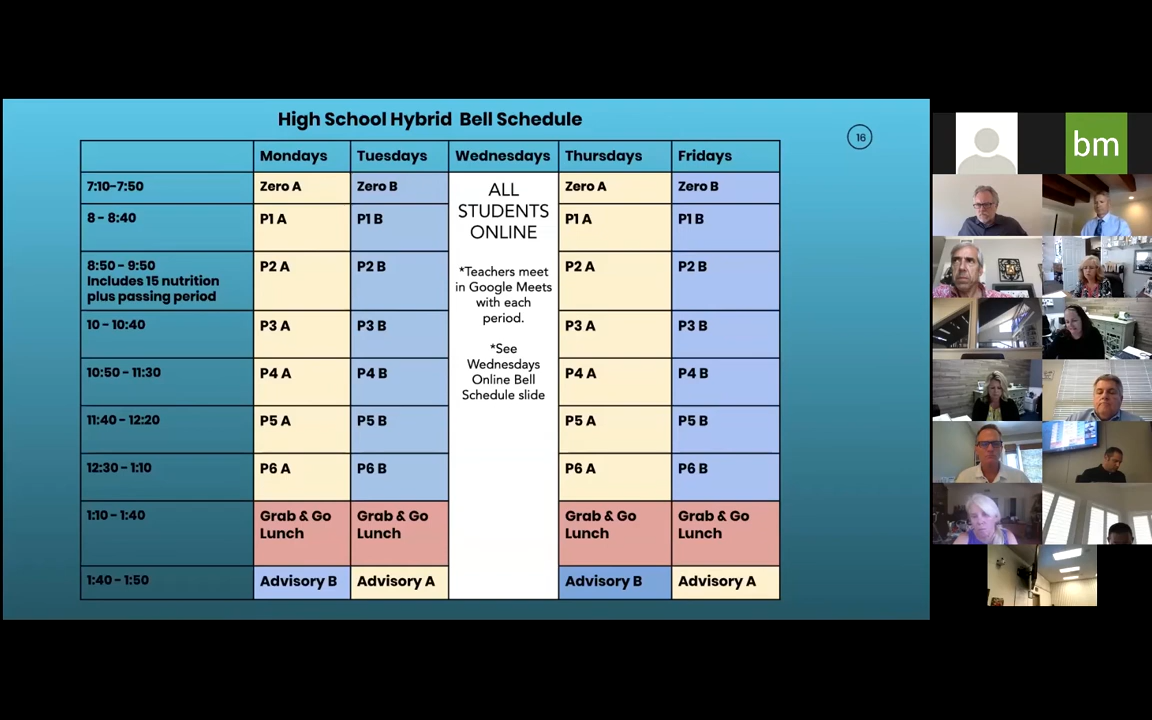 High School Hybrid Bell Schedule
16
Mondays Tuesdays Wednesdays Thursdays Fridays
7:10-7:50 Zero A Zero B Zero A Zero B
8 - 8:40 P1 A P1 B P1 A P1 B
8:50 - 9:50
Includes 15 nutrition
plus passing period
P2 A P2 B P2 A P2 B
10 - 10:40 P3 A P3 B P3 A P3 B
10:50 - 11:30 P4 A P4 B P4 A P4 B
11:40 - 12:20 P5 A P5 B P5 A P5 B
12:30 - 1:10 P6 A P6 B P6 A P6 B
1:10 - 1:40
Grab & Go
Lunch
Grab & Go
Lunch
Grab & Go
Lunch
Grab & Go
Lunch
1:40 - 1:50 Advisory B Advisory A Advisory B Advisory A
ALL
STUDENTS
ONLINE
*Teachers meet
in Google Meets
with each
period.
*See
Wednesdays
Online Bell
Schedule slide
bm